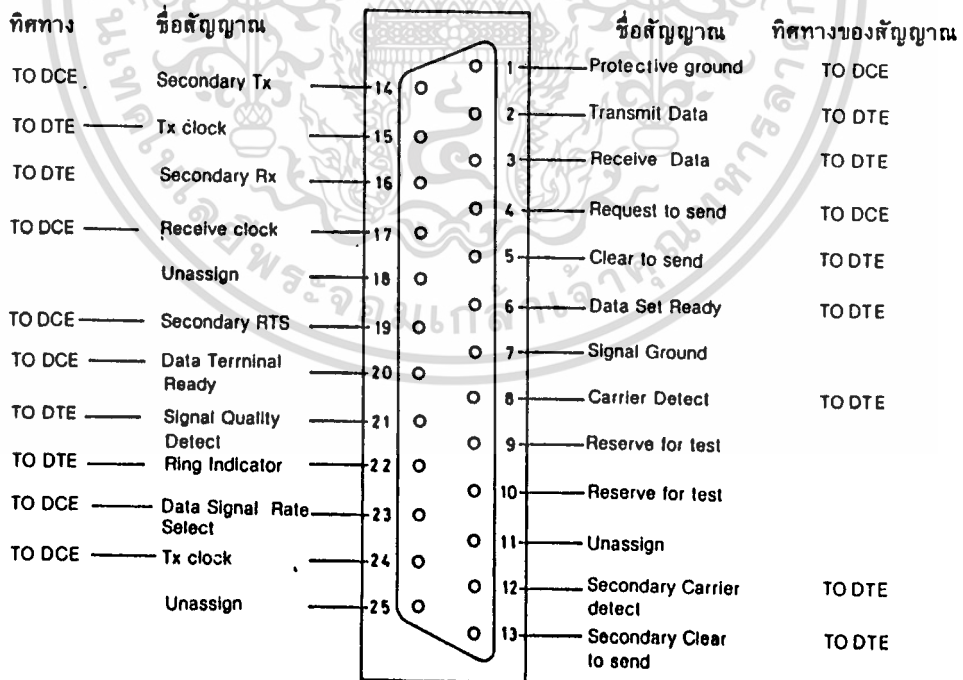 ทิศทาง ชื่อสัญญาณ ชื่อสัญญาณ ทิศทางของสัญญาณ
TO DCE Secondary Tx 14
TO DTE Tx clock 15
TO DTE Secondary Rx 16
TO DCE Receive clock 17
Unassign 18
TO DCE Secondary RTS 19
TO DCE Data Terrninal 20
Ready
TO DTE Signal Quality 21
Detect
TO DTE Ring Indicator 22
TO DCE Data Signal Rate 23
Select
TO DCE Tx clock 24
Unassign 25
1 Protective ground TO DCE
2 Transmit Data TO DTE
3 Receive Data TO DTE
4 Request to send TO DCE
5 Clear to send TO DTE
6 Data Set Ready TO DTE
7 Signal Ground
8 Carrier Detect TO DTE
9 Reserve for test
10 Reserve for test
11 Unassign
12 Secondary Carrier TO DTE
detect
13 Secondary Clear TO DTE
to send